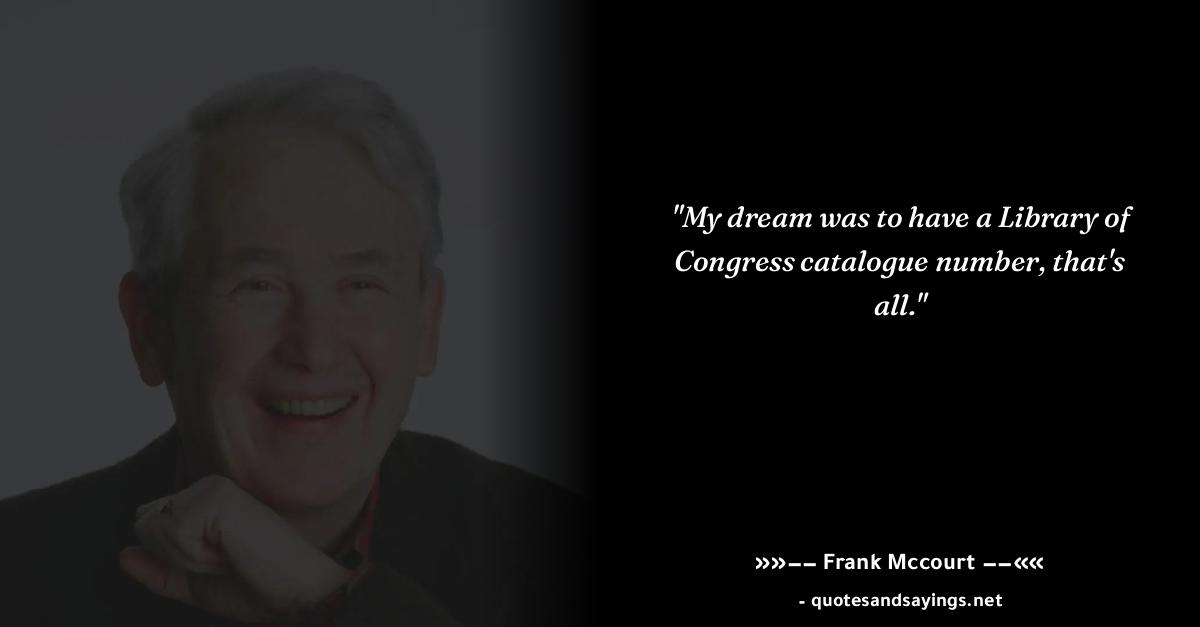 "My dream was to have a Library of
Congress catalogue number, that's
all."
»»−− Frank Mccourt −−««
- quotesandsayings.net